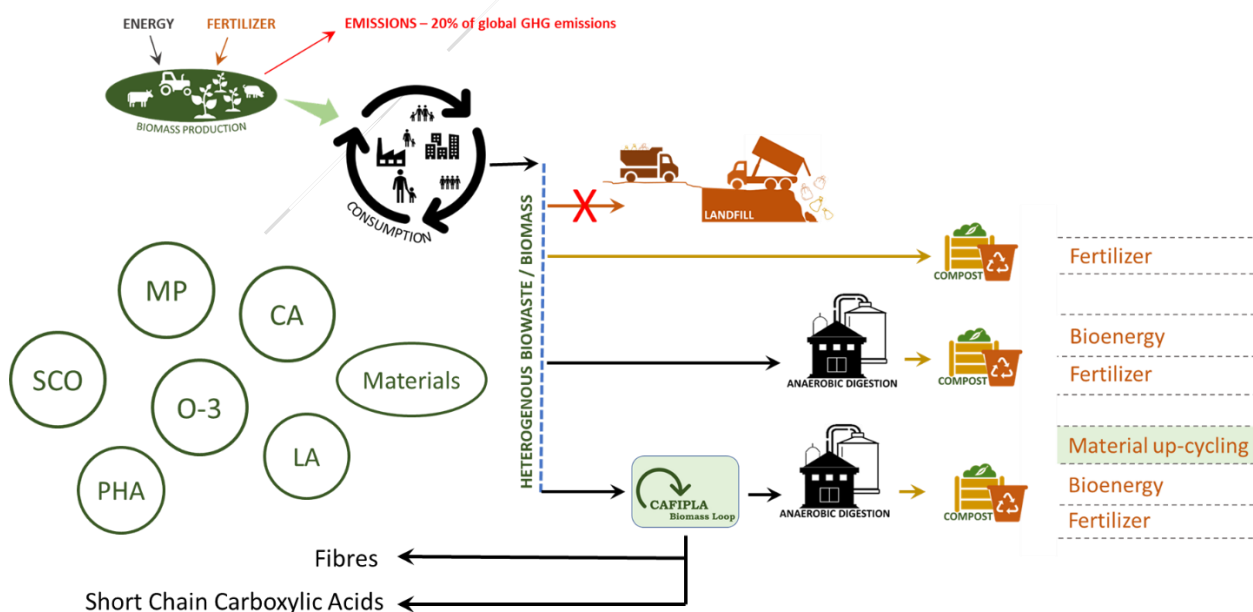 ENERGY
FERTILIZER
EMISSIONS – 20% of global GHG emissions
BIOMASS PRODUCTION
CONSUMPTION
HETEROGENOUS BIOWASTE / BIOMASS
LANDFILL
COMPOST
Fertilizer
MP
CA
SCO
O-3
Materials
LA
PHA
ANAEROBIC DIGESTION
COMPOST
Bioenergy
Fertilizer
CAFIPLA
Biomass Loop
ANAEROBIC DIGESTION
COMPOST
Material up-cycling
Bioenergy
Fertilizer
Fibres
Short Chain Carboxylic Acids